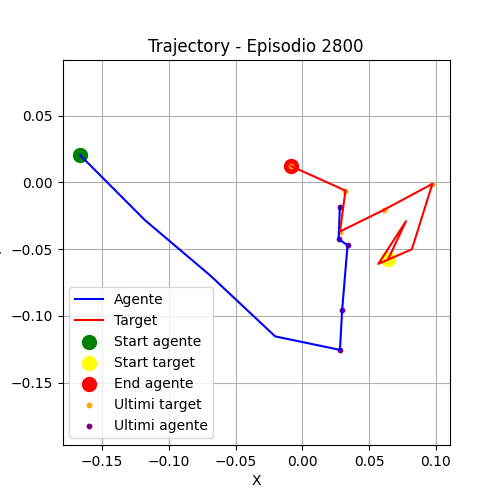 Trajectory - Episodio 2800
0.05
0.00
−0.05
−0.10
−0.15
Agente
Target
Start agente
Start target
End agente
Ultimi target
Ultimi agente
−0.15
−0.10
−0.05
0.00
0.05
0.10
X